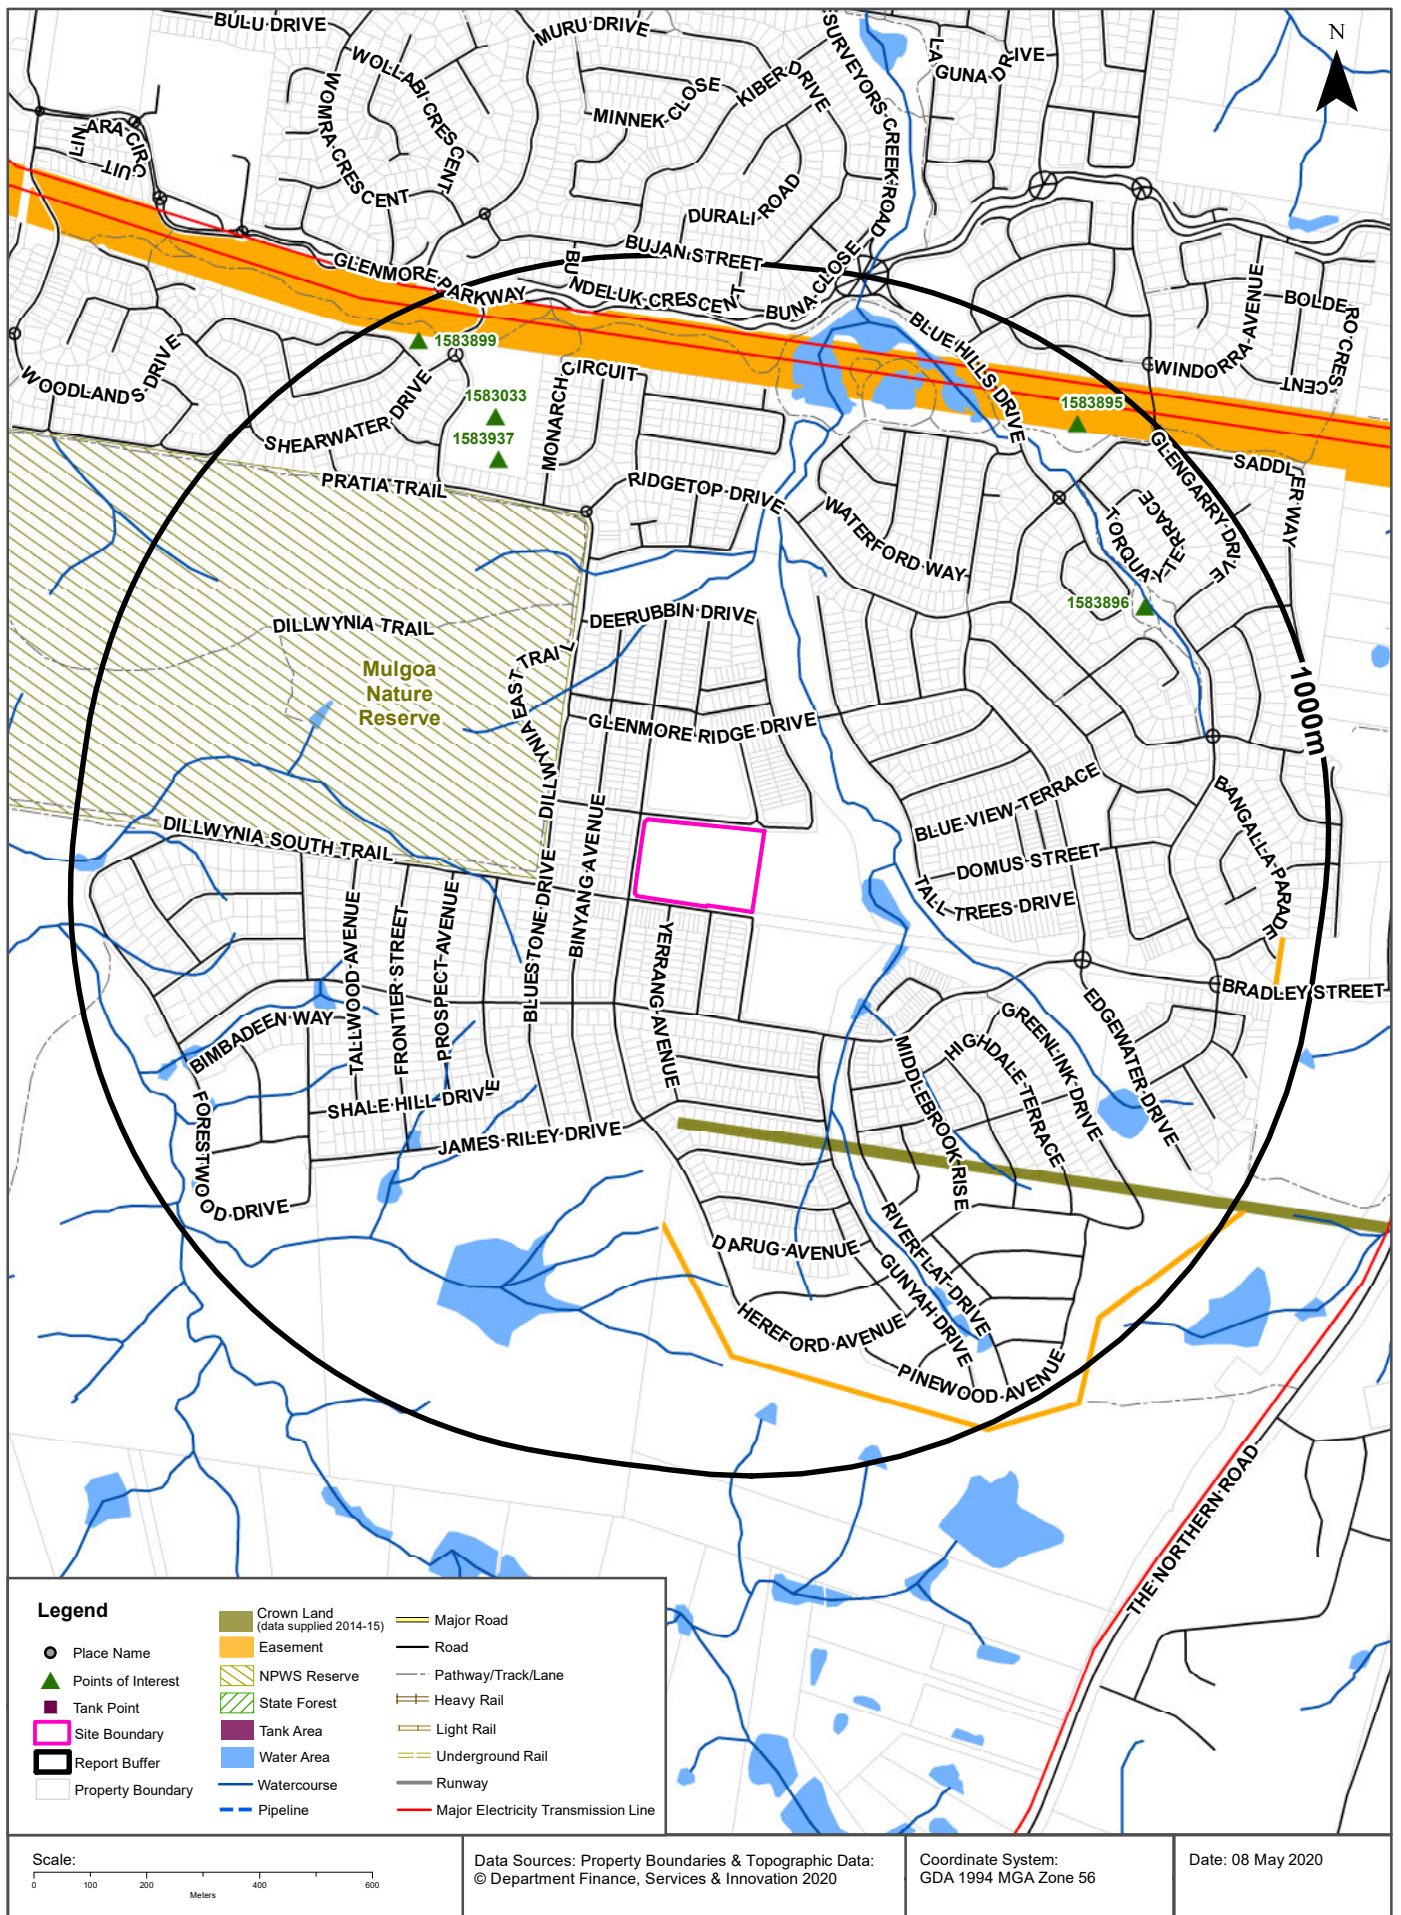 BULU DRIVE
MURU DRIVE
SURVEYORS CREEK ROAD
LAGUNA DRIVE
N
WOLLABI CRESCENT
WOMRA CRESCENT
MINNEK CLOSE
KIBER DRIVE
LINARA CIRCUIT
DURALI ROAD
BUJAN STREET
GLENMORE PARKWAY
BUNDELUK CRESCENT
BUNA CLOSE
BLUE HILLS DRIVE
WINDORRA AVENUE
BOLDERO CRESCENT
1583899
WOODLANDS DRIVE
SHEARWATER DRIVE
1583033
1583937
MONARCH CIRCUIT
1583895
PRATIA TRAIL
RIDGETOP DRIVE
WATERFORD WAY
GLENGARRY DRIVE
SADDLER WAY
TORQUAY TERRACE
1583896
DILLWYNIA TRAIL
DEERUBBIN DRIVE
Mulgoa
Nature
Reserve
DILLWYNIA EAST TRAIL
GLENMORE RIDGE DRIVE
1000m
BLUE VIEW TERRACE
BANGALLA PARADE
DILLWYNIA SOUTH TRAIL
DILLWYNIA
BLUESTONE DRIVE
BINYANG AVENUE
DOMUS STREET
TALL TREES DRIVE
TALLWOOD AVENUE
FRONTIER STREET
PROSPECT AVENUE
YERRANG AVENUE
BRADLEY STREET
BIMBADEEN WAY
MIDDLEBROOK RISE
HIGHDALE TERRACE
GREENLINK DRIVE
EDGEWATER DRIVE
SHALE HILL DRIVE
JAMES RILEY DRIVE
FORESTWOOD DRIVE
DARUG AVENUE
RIVERFLAT DRIVE
GUNYAH DRIVE
HEREFORD AVENUE
PINEWOOD AVENUE
THE NORTHERN ROAD
Legend
Place Name
Points of Interest
Tank Point
Site Boundary
Report Buffer
Property Boundary
Crown Land
(data supplied 2014-15)
Easement
NPWS Reserve
State Forest
Tank Area
Water Area
Watercourse
Pipeline
Major Road
Road
Pathway/Track/Lane
Heavy Rail
Light Rail
Underground Rail
Runway
Major Electricity Transmission Line
Scale:
0 100 200 400 600
Meters
Data Sources: Property Boundaries & Topographic Data:
© Department Finance, Services & Innovation 2020
Coordinate System:
GDA 1994 MGA Zone 56
Date: 08 May 2020